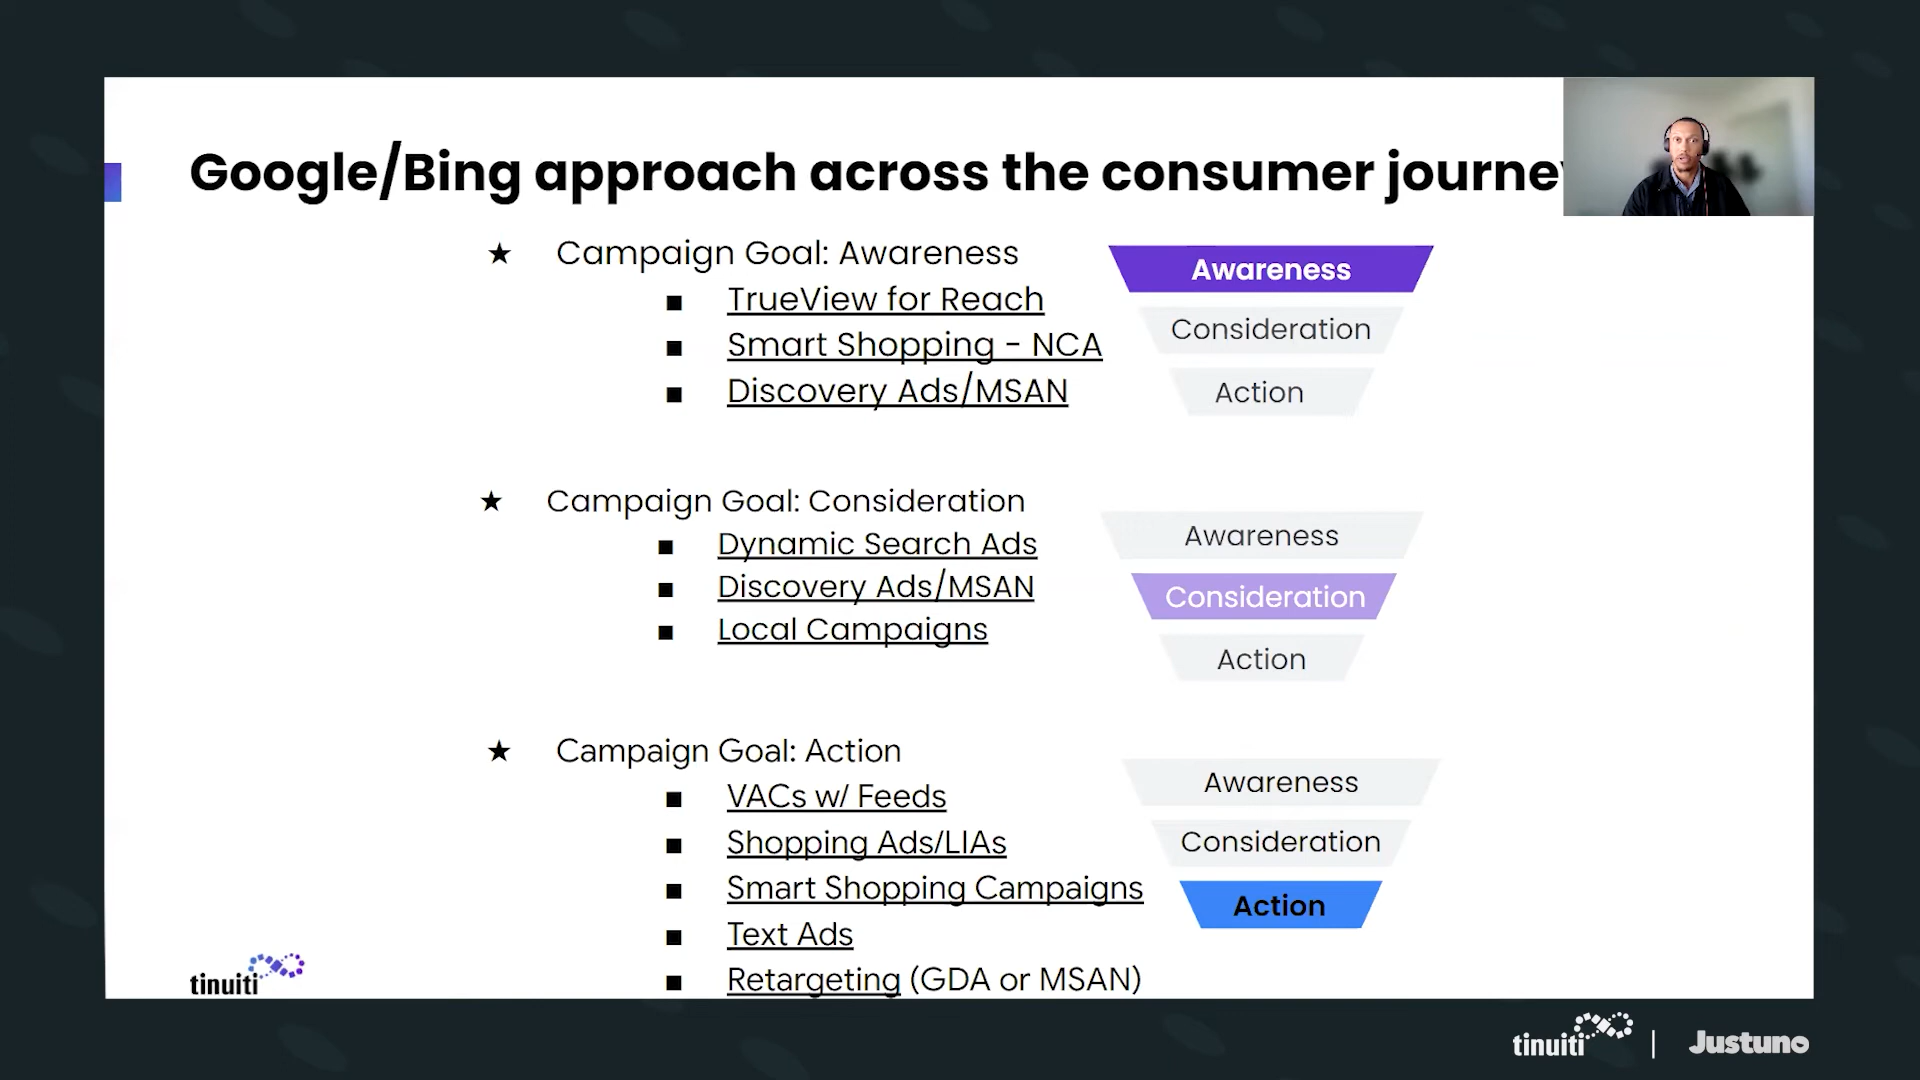 Google/Bing approach across the consumer journey
★ Campaign Goal: Awareness
■ TrueView for Reach
■ Smart Shopping - NCA
■ Discovery Ads/MSAN
Awareness
Consideration
Action
★ Campaign Goal: Consideration
■ Dynamic Search Ads
■ Discovery Ads/MSAN
■ Local Campaigns
Awareness
Consideration
Action
★ Campaign Goal: Action
■ VACs w/ Feeds
■ Shopping Ads/LIAs
■ Smart Shopping Campaigns
■ Text Ads
■ Retargeting (GDA or MSAN)
Awareness
Consideration
Action
tinuiti
tinuiti | Justuno